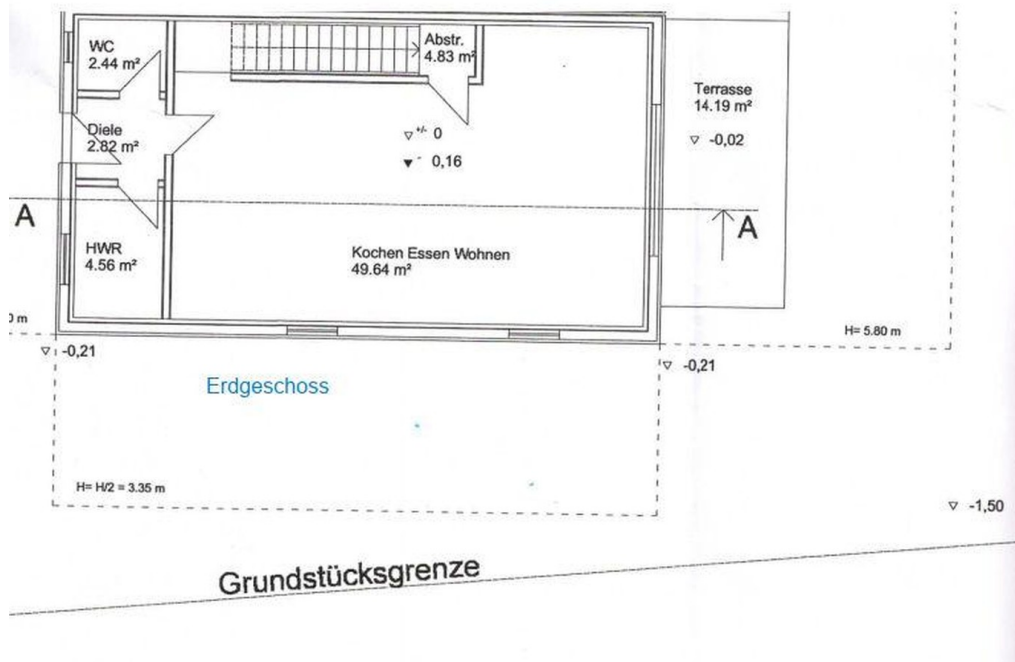 WC
2.44 m²
Abstr.
4.83 m²
Terrasse
14.19 m²
-0,02
Diele
2.82 m²
+/- 0
- 0,16
A
A
HWR
4.56 m²
Kochen Essen Wohnen
49.64 m²
0 m
H= 5.80 m
-0,21
-0,21
Erdgeschoss
H= H/2 = 3.35 m
-1,50
Grundstücksgrenze